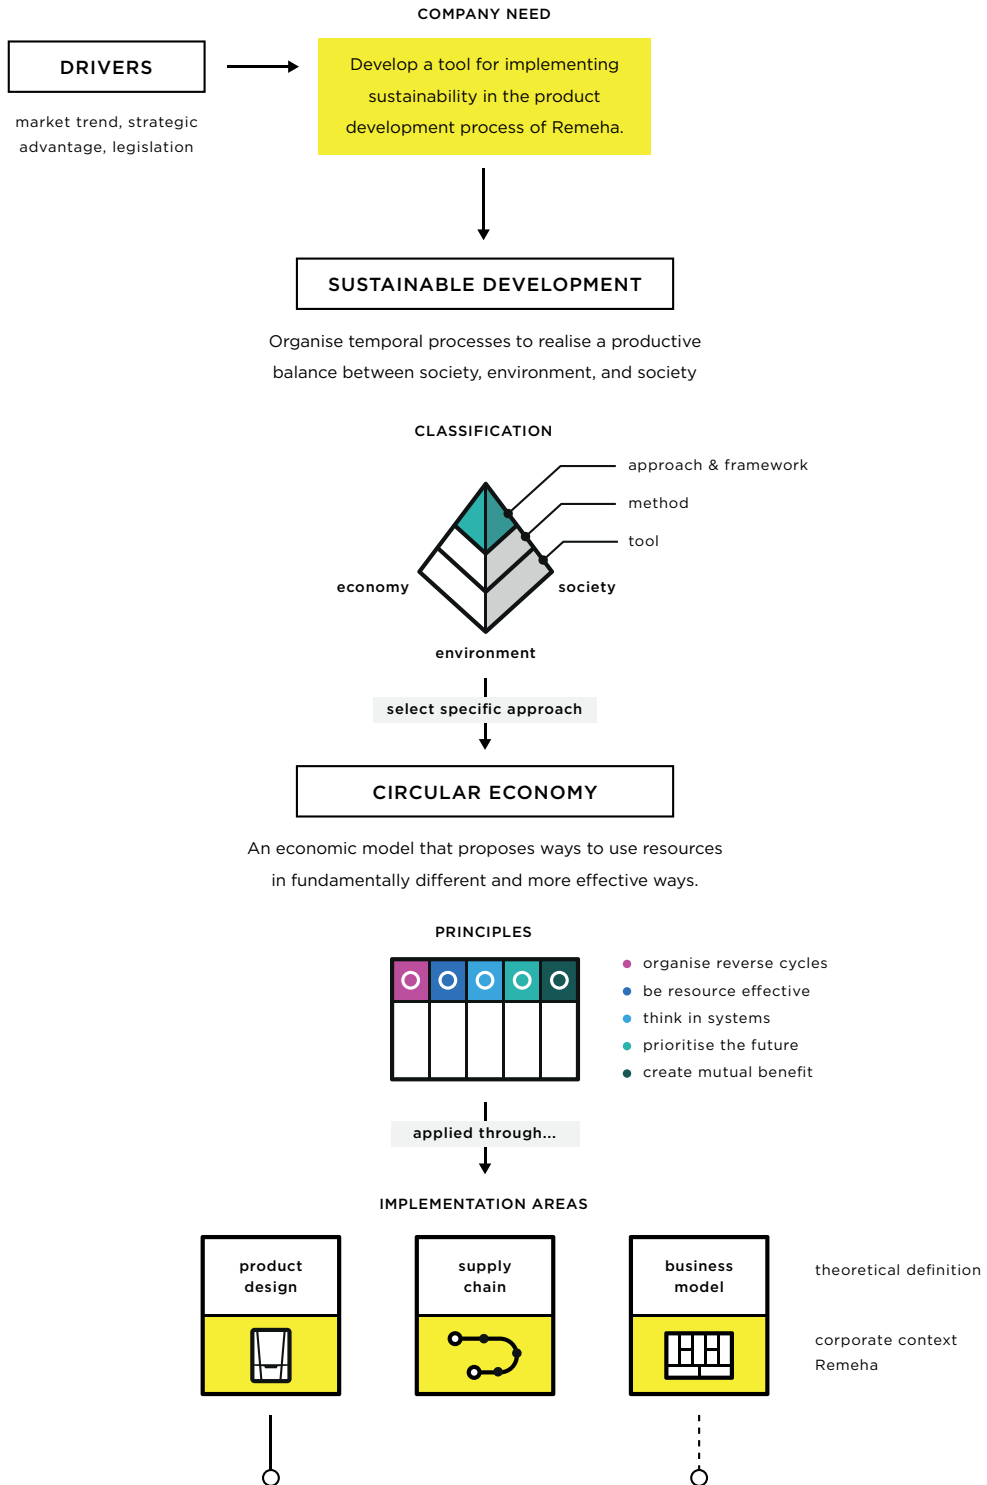 COMPANY NEED
DRIVERS
Develop a tool for implementing
sustainability in the product
development process of Remeha.
market trend, strategic
advantage, legislation
SUSTAINABLE DEVELOPMENT
Organise temporal processes to realise a productive
balance between society, environment, and society
CLASSIFICATION
approach & framework
method
tool
economy
society
environment
select specific approach
CIRCULAR ECONOMY
An economic model that proposes ways to use resources
in fundamentally different and more effective ways.
PRINCIPLES
organise reverse cycles
be resource effective
think in systems
prioritise the future
create mutual benefit
applied through...
IMPLEMENTATION AREAS
product
design
supply
chain
business
model
theoretical definition
corporate context
Remeha